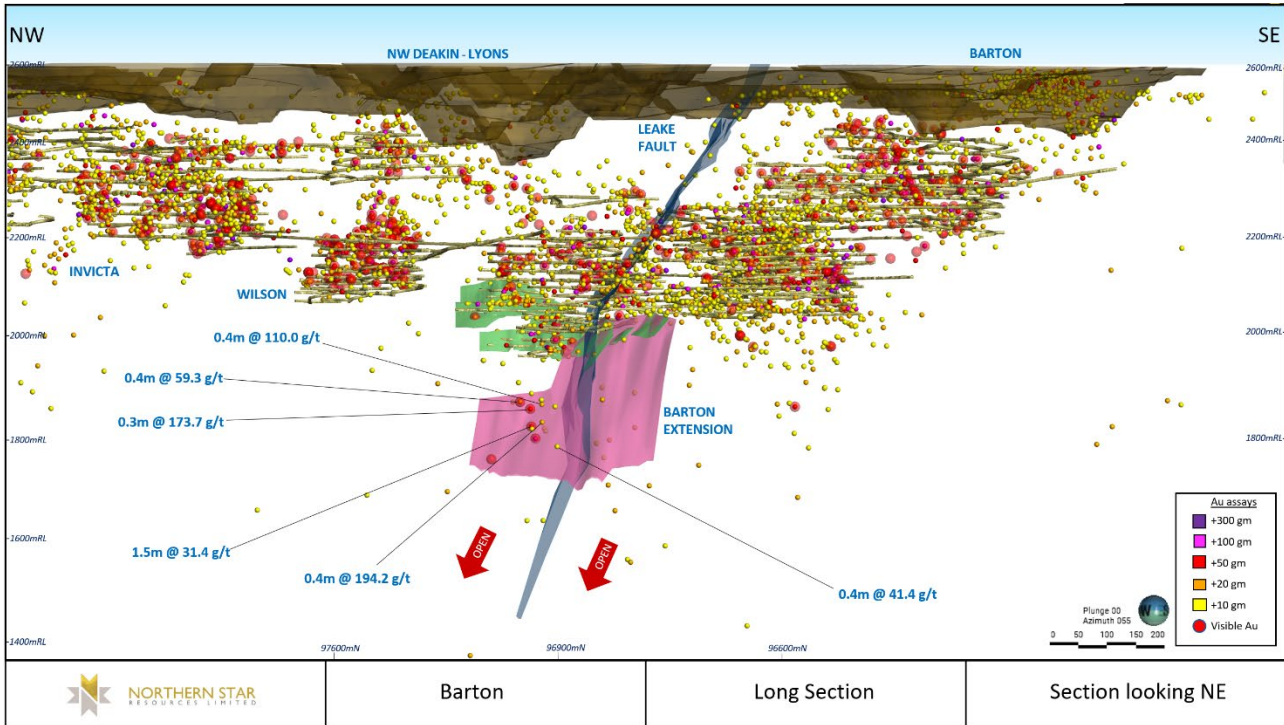 NW
NW DEAKIN - LYONS
BARTON
SE
2600mRL
2600mRL
LEAKE
FAULT
2400mRL
2400mRL
2200mRL
2200mRL
INVICTA
WILSON
2000mRL
2000mRL
0.4m @ 110.0 g/t
0.4m @ 59.3 g/t
0.3m @ 173.7 g/t
BARTON
EXTENSION
1800mRL
1800mRL
1.5m @ 31.4 g/t
0.4m @ 194.2 g/t
0.4m @ 41.4 g/t
OPEN
OPEN
1600mRL
1400mRL
97600mN
96900mN
96600mN
Au assays
+300 gm
+100 gm
+50 gm
+20 gm
+10 gm
Visible Au
Plunge 00
Azimuth 055
0 50 100 150 200
NORTHERN STAR
RESOURCES LIMITED
Barton
Long Section
Section looking NE